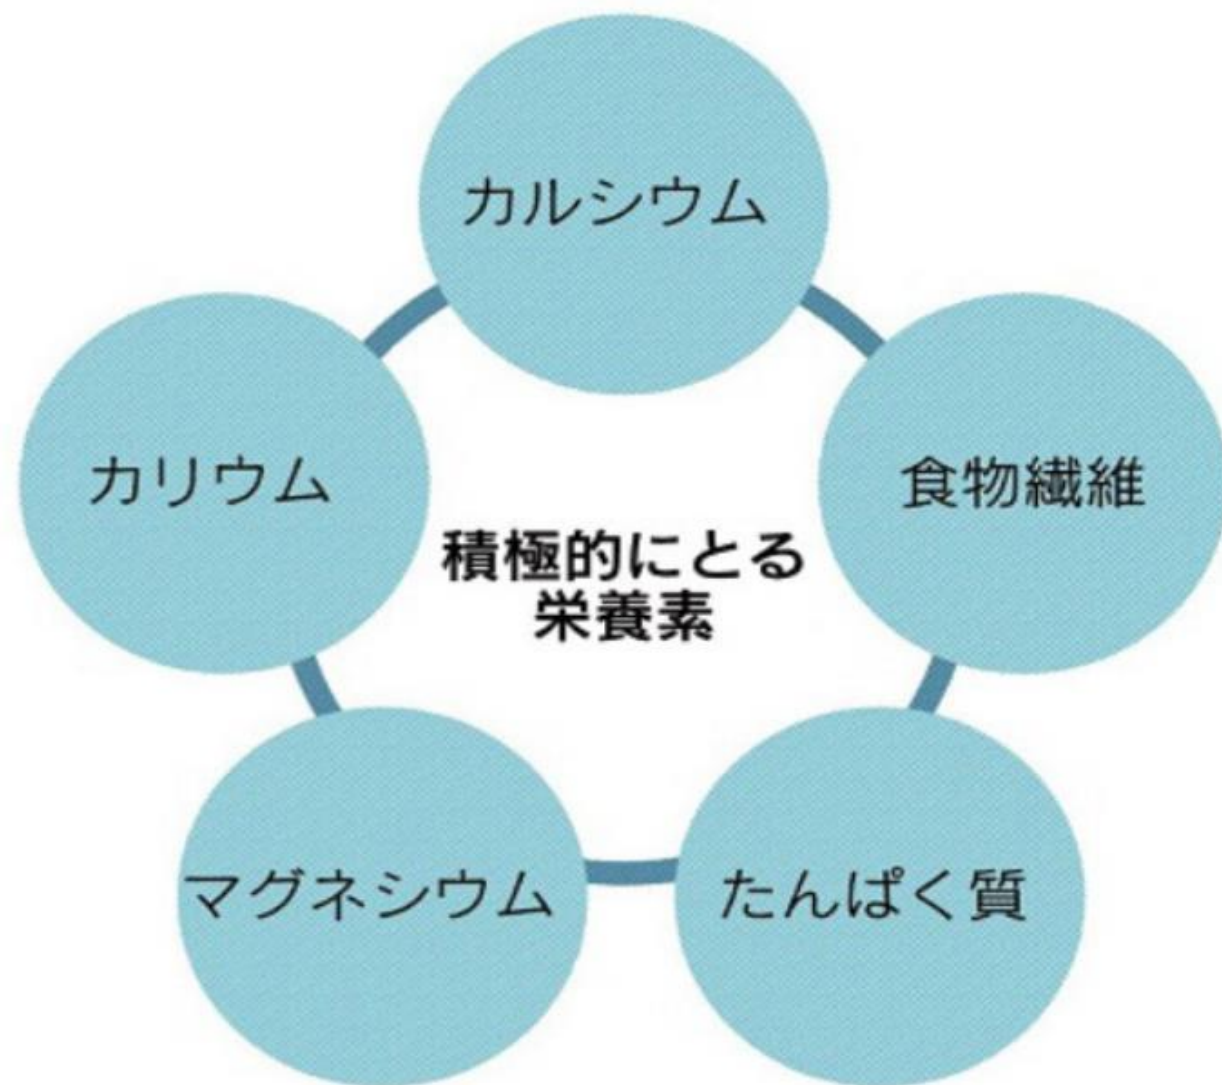 カルシウム
カリウム
食物繊維
積極的にとる
栄養素
マグネシウム
たんぱく質